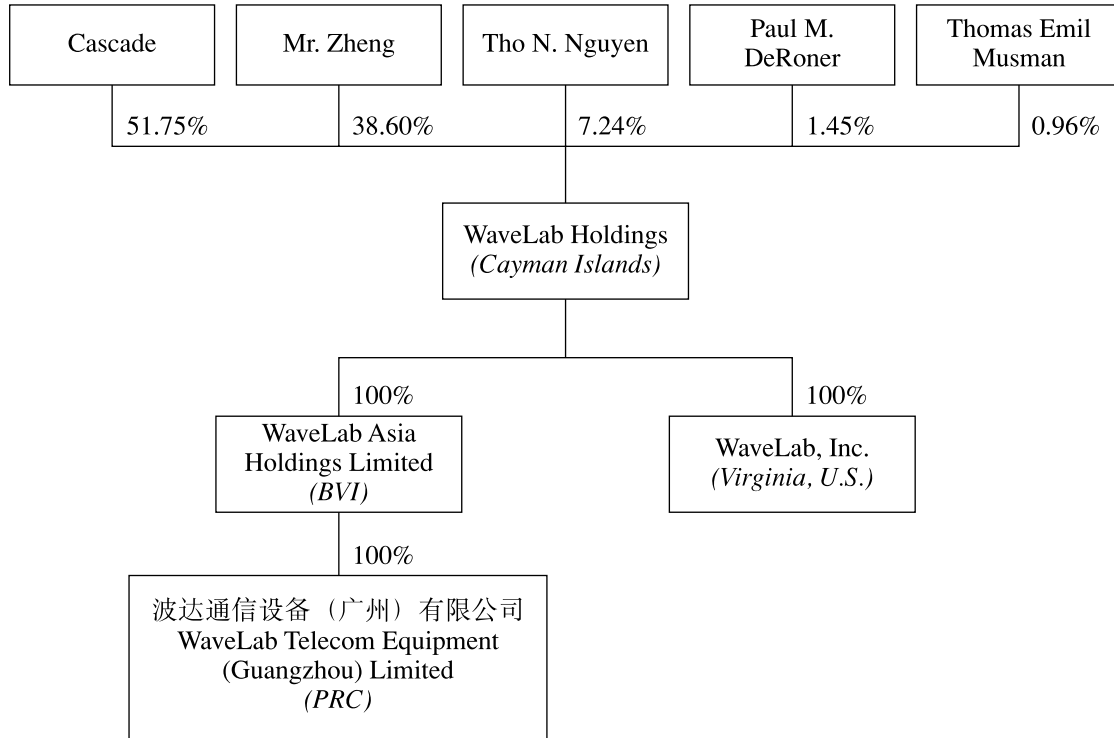 Cascade
Mr. Zheng
Tho N. Nguyen
Paul M.
DeRoner
Thomas Emil
Musman
51.75%
38.60%
7.24%
1.45%
0.96%
WaveLab Holdings
(Cayman Islands)
100%
100%
WaveLab Asia
Holdings Limited
(BVI)
WaveLab, Inc.
(Virginia, U.S.)
100%
波达通信设备（广州）有限公司
WaveLab Telecom Equipment
(Guangzhou) Limited
(PRC)